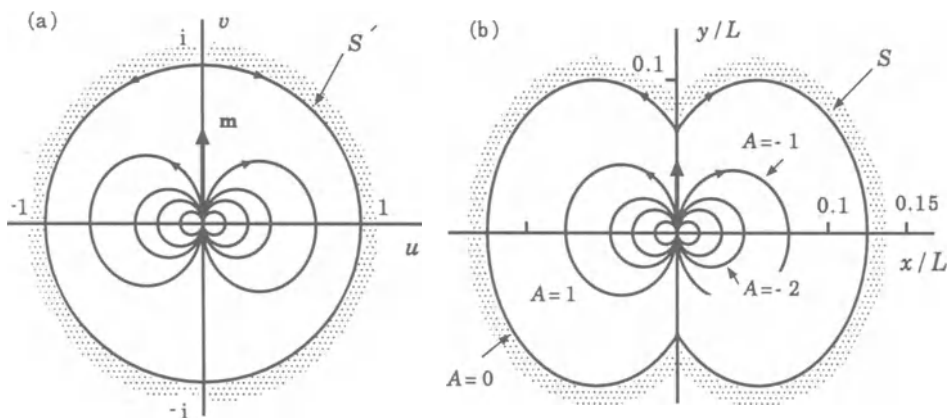 (a)
v
i
S´
m
-1
1
u
-i
(b)
y/L
0.1
S
A=-1
0.1
0.15
x/L
A=1
A=-2
A=0